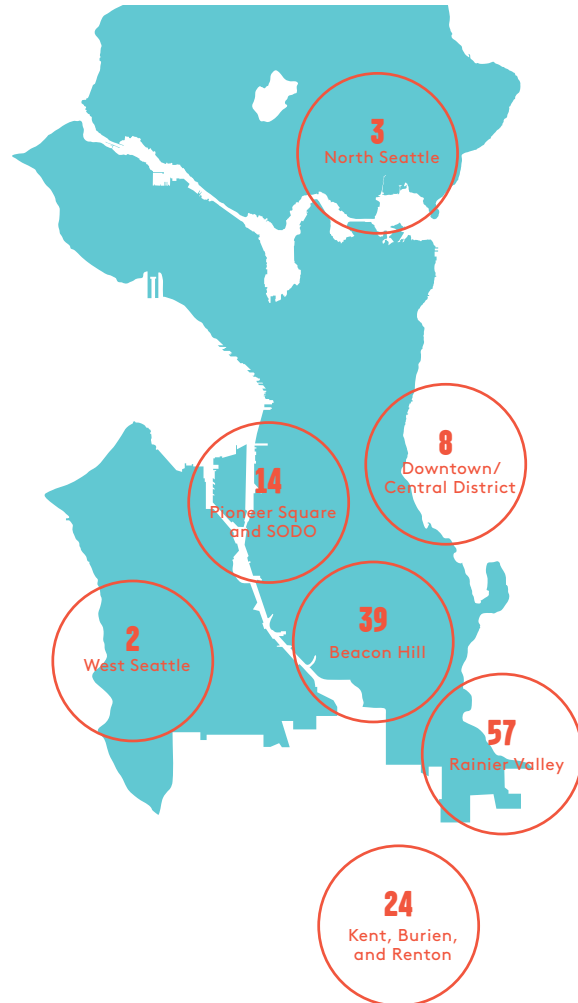 3
North Seattle
8
Downtown/
Central District
14
Pioneer Square
and SODO
39
Beacon Hill
2
West Seattle
57
Rainier Valley
24
Kent, Burien,
and Renton